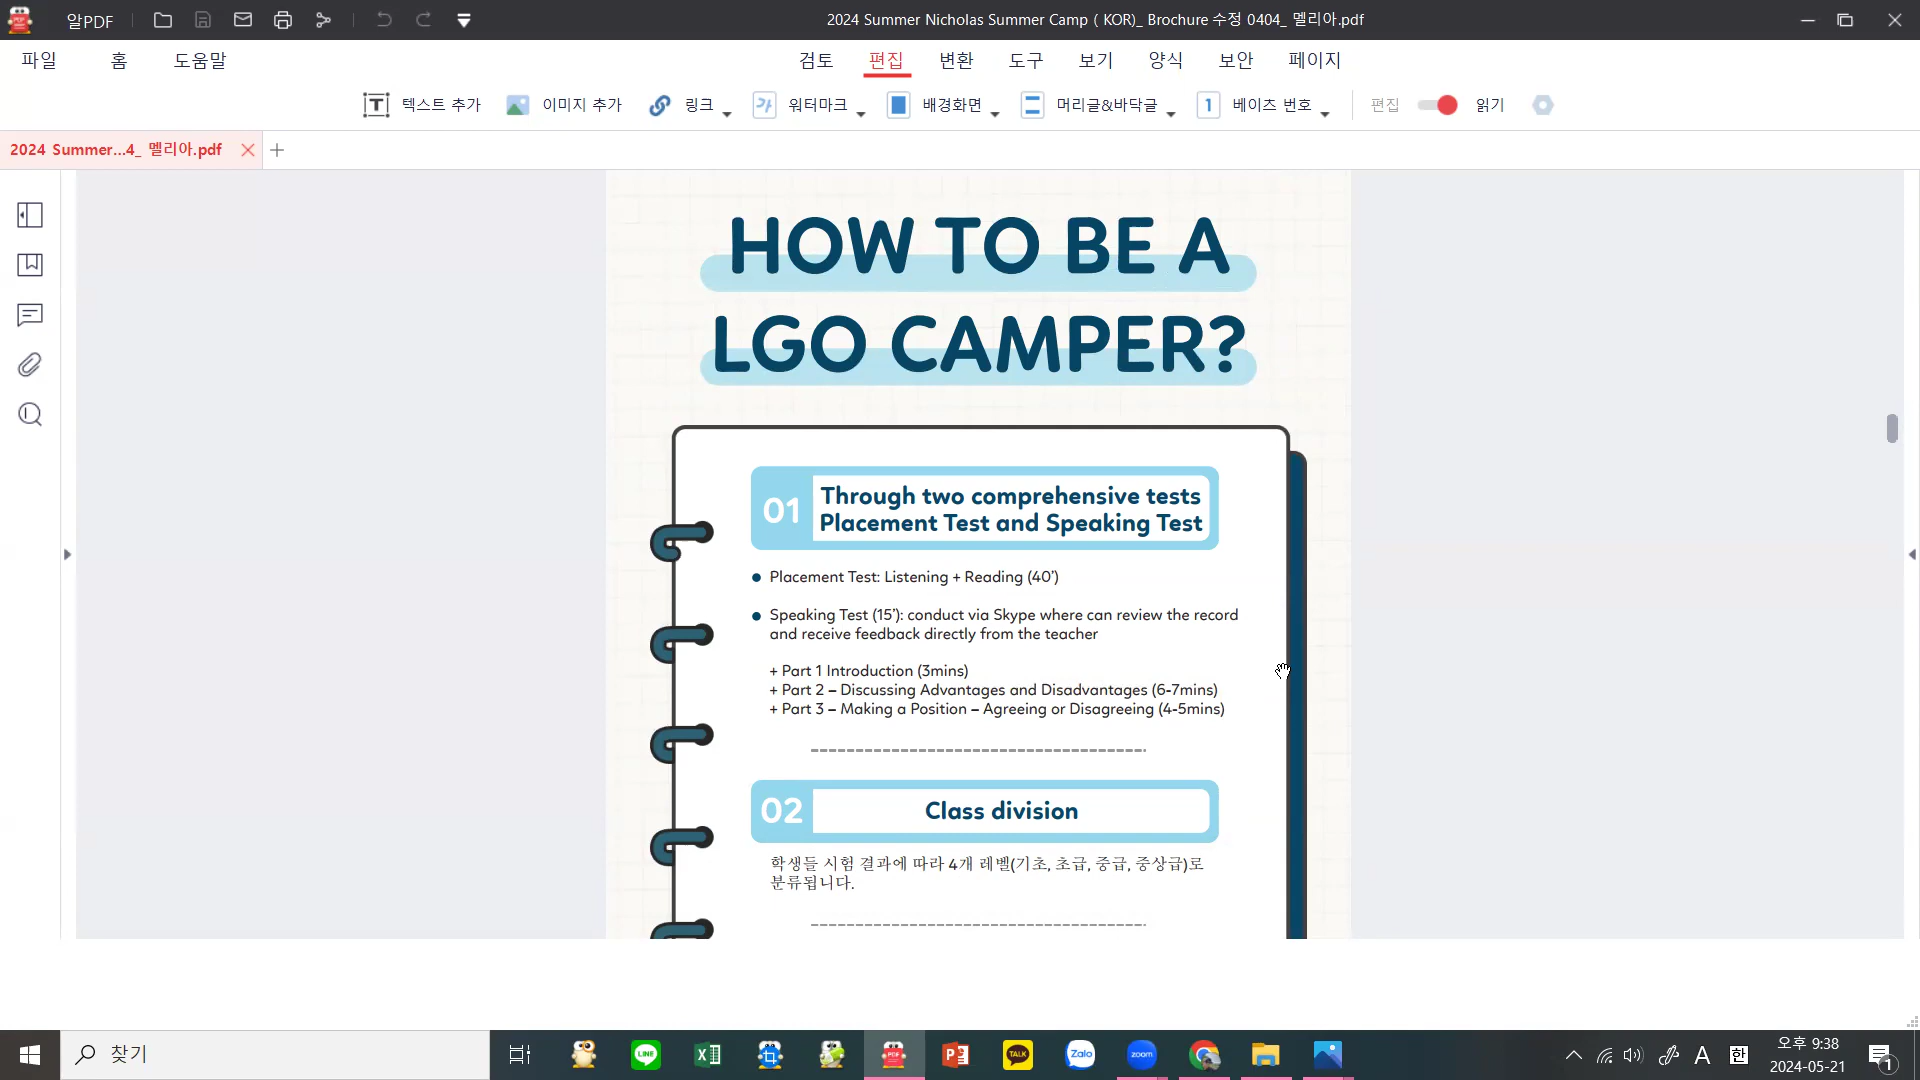 알PDF
2024 Summer Nicholas Summer Camp ( KOR)_ Brochure 수정 0404_ 멜리아.pdf
파일 홈 도움말 검토 편집 변환 도구 보기 양식 보안 페이지
텍스트 추가 이미지 추가 링크 워터마크 배경화면 머리글&바닥글 베이츠 번호 편집 읽기
2024 Summer...4_ 멜리아.pdf
HOW TO BE A
LGO CAMPER?
01
Through two comprehensive tests
Placement Test and Speaking Test
Placement Test: Listening + Reading (40')
Speaking Test (15'): conduct via Skype where can review the record
and receive feedback directly from the teacher
+ Part 1 Introduction (3mins)
+ Part 2 – Discussing Advantages and Disadvantages (6-7mins)
+ Part 3 – Making a Position – Agreeing or Disagreeing (4-5mins)
02 Class division
학생들 시험 결과에 따라 4개 레벨(기초, 초급, 중급, 중상급)로
분류됩니다.
찾기
LINE
PDF
TALK
Zalo
zoom
A 한
오후 9:38
2024-05-21
1